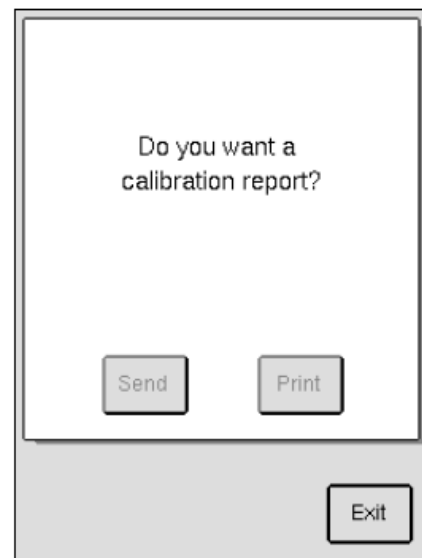 Do you want a
calibration report?
Send
Print
Exit